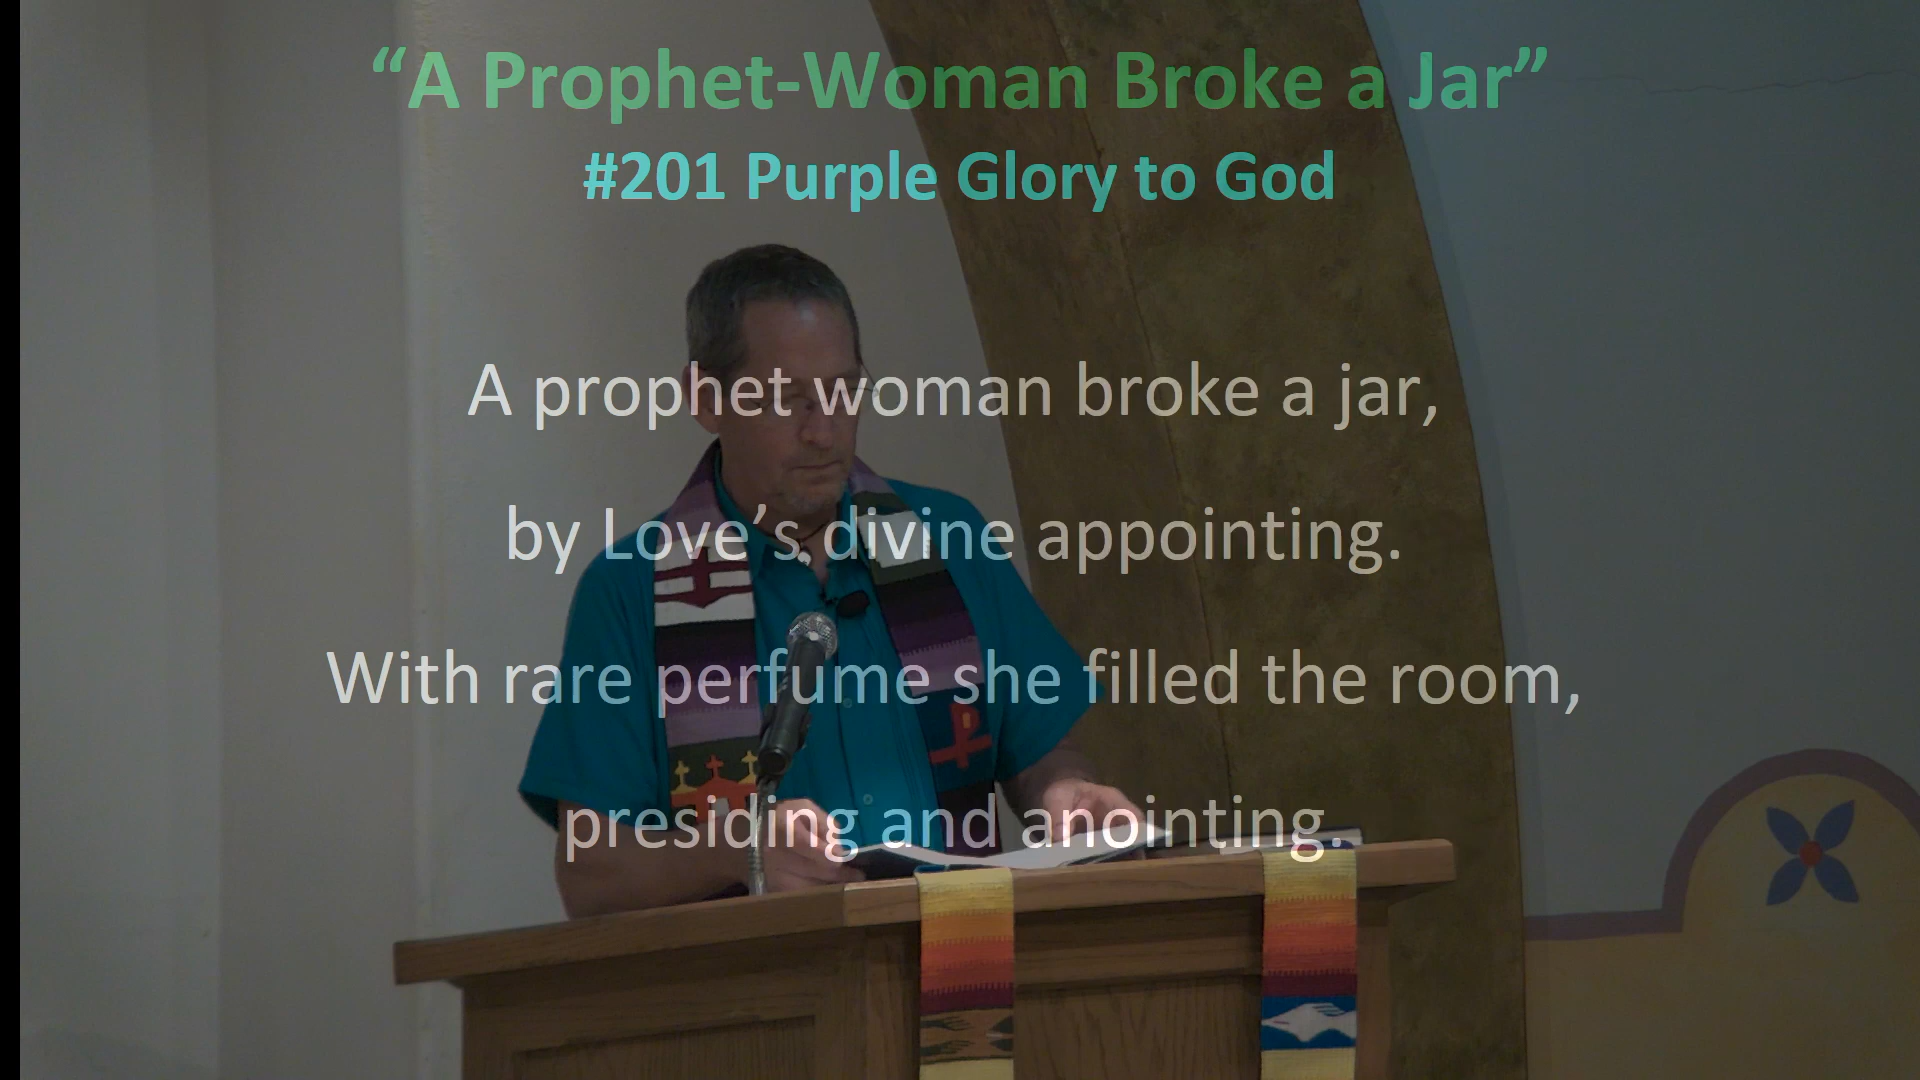 “A Prophet-Woman Broke a Jar”
#201 Purple Glory to God
A prophet woman broke a jar,
by Love’s divine appointing.
With rare perfume she filled the room,
presiding and anointing.